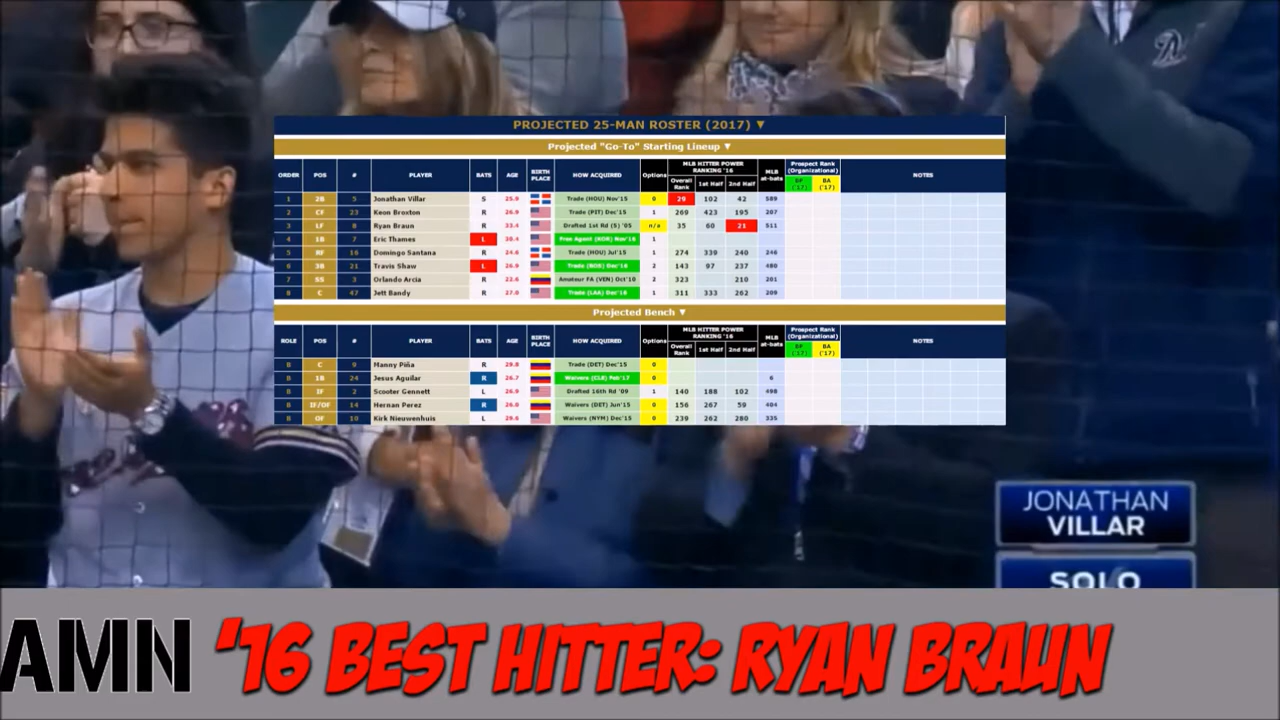 PROJECTED 25-MAN ROSTER (2017) ▼
Projected "Go-To" Starting Lineup ▼
ORDER POS # PLAYER BATS AGE BIRTH PLACE HOW ACQUIRED Options MLB HITTER POWER RANKING '16 Overall Rank 1st Half 2nd Half MLB at-bats Prospect Rank (Organizational) BP ('17) BA ('17) NOTES
1 2B 5 Jonathan Villar S 25.9 Trade (HOU) Nov'15 0 29 102 42 589
2 CF 23 Keon Broxton R 26.9 Trade (PIT) Dec'15 1 269 423 195 207
3 LF 8 Ryan Braun R 33.4 Drafted 1st Rd (5) '05 n/a 35 60 21 511
4 1B 7 Eric Thames L 30.4 Free Agent (KOR) Nov'16 1
5 RF 16 Domingo Santana R 24.6 Trade (HOU) Jul'15 1 274 339 240 246
6 3B 21 Travis Shaw L 26.9 Trade (BOS) Dec'16 2 143 97 237 480
7 SS 3 Orlando Arcia R 22.6 Amateur FA (VEN) Oct'10 2 323 210 201
8 C 47 Jett Bandy R 27.0 Trade (LAA) Dec'16 1 311 333 262 209
Projected Bench ▼
ROLE POS # PLAYER BATS AGE BIRTH PLACE HOW ACQUIRED Options MLB HITTER POWER RANKING '16 Overall Rank 1st Half 2nd Half MLB at-bats Prospect Rank (Organizational) BP ('17) BA ('17) NOTES
B C 9 Manny Piña R 29.8 Trade (DET) Dec'15 0
B 1B 24 Jesus Aguilar R 26.7 Waivers (CLE) Feb'17 0 6
B IF 2 Scooter Gennett L 26.9 Drafted 16th Rd '09 1 140 188 102 498
B IF/OF 14 Hernan Perez R 26.0 Waivers (DET) Jun'15 0 156 267 59 404
B OF 10 Kirk Nieuwenhuis L 29.6 Waivers (NYM) Dec'15 0 239 262 280 335
JONATHAN
VILLAR
SOLO
AMN '16 BEST HITTER: RYAN BRAUN